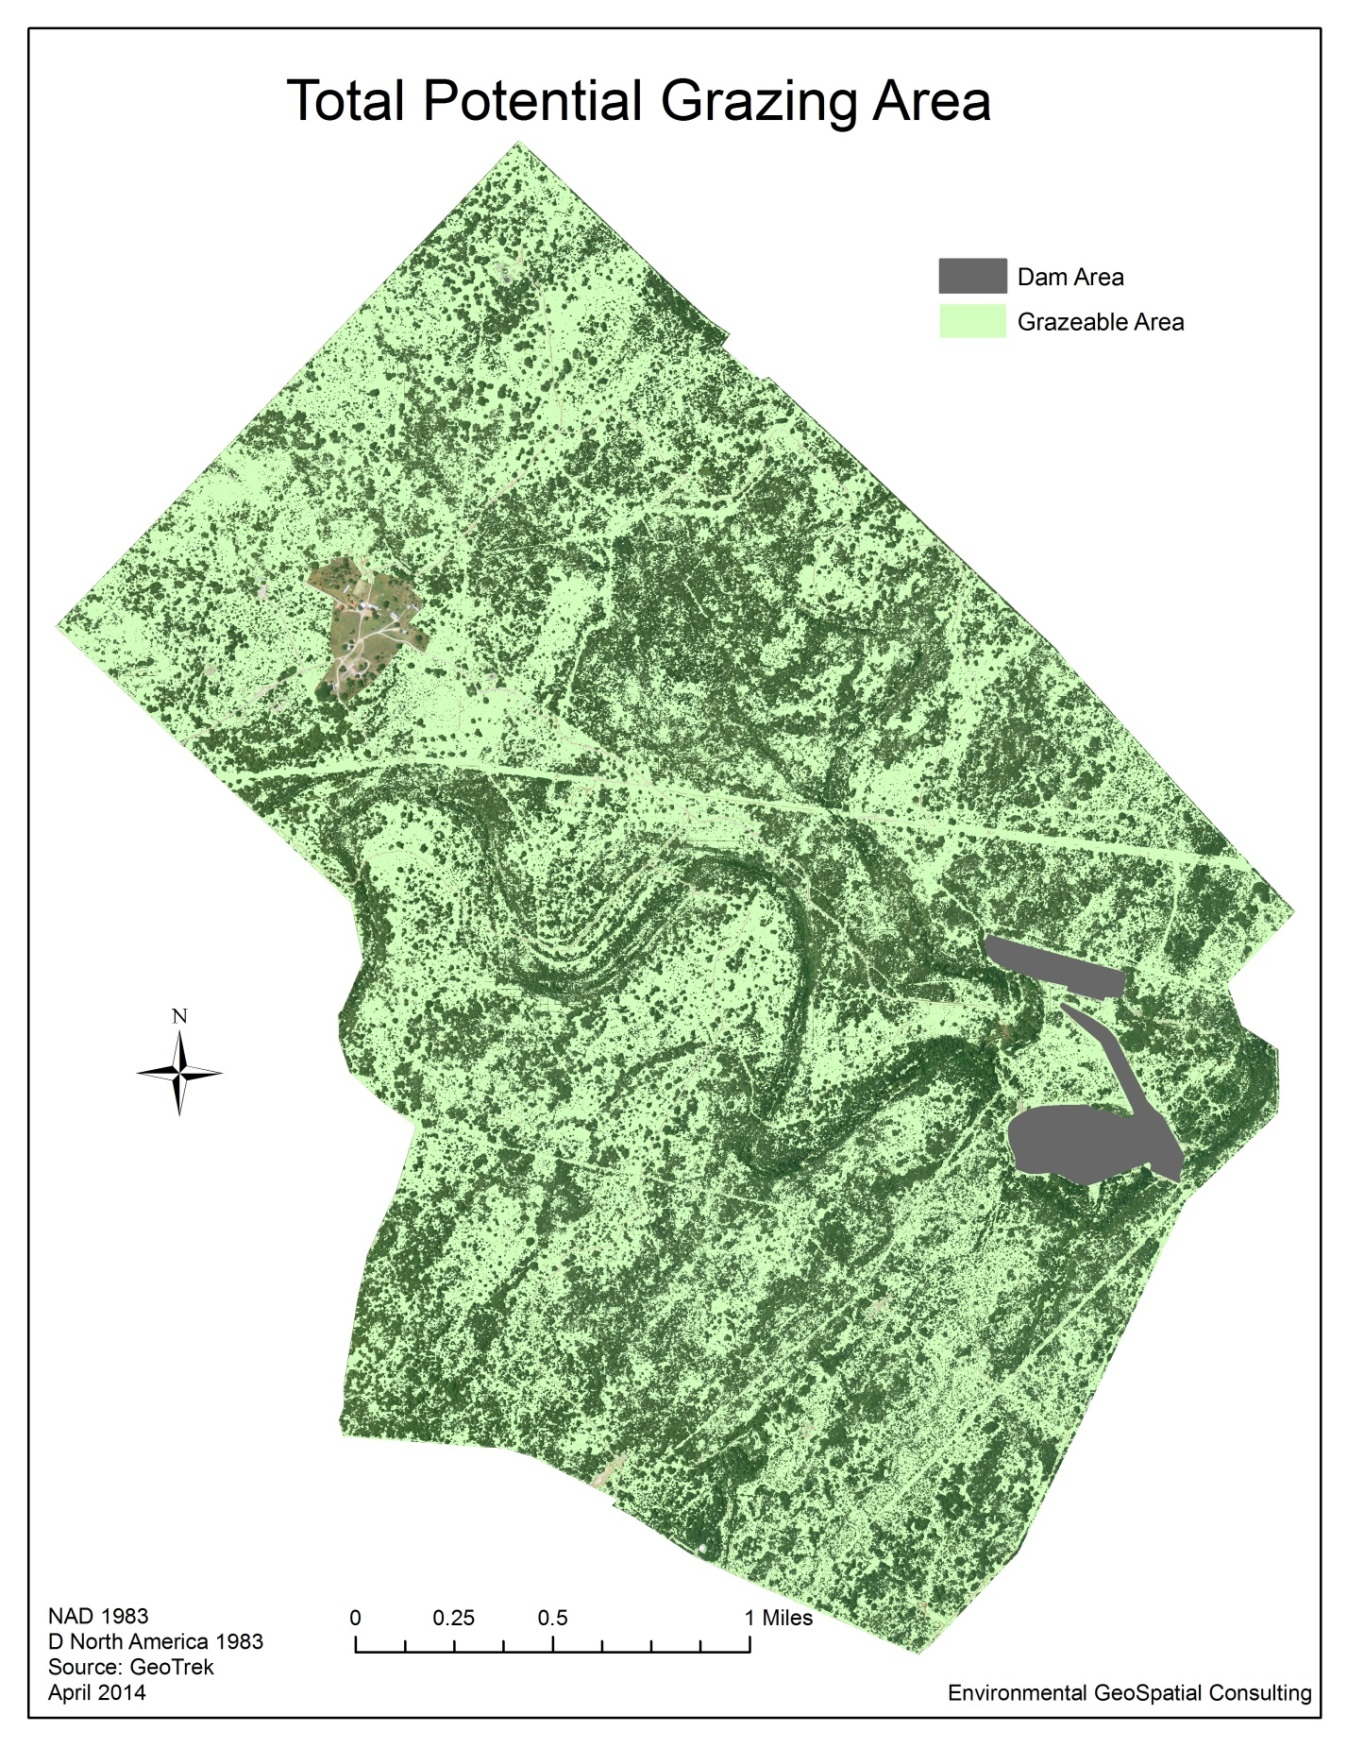 Total Potential Grazing Area
Dam Area
Grazeable Area
N
NAD 1983
D North America 1983
Source: GeoTrek
April 2014
0 0.25 0.5 1 Miles
Environmental GeoSpatial Consulting